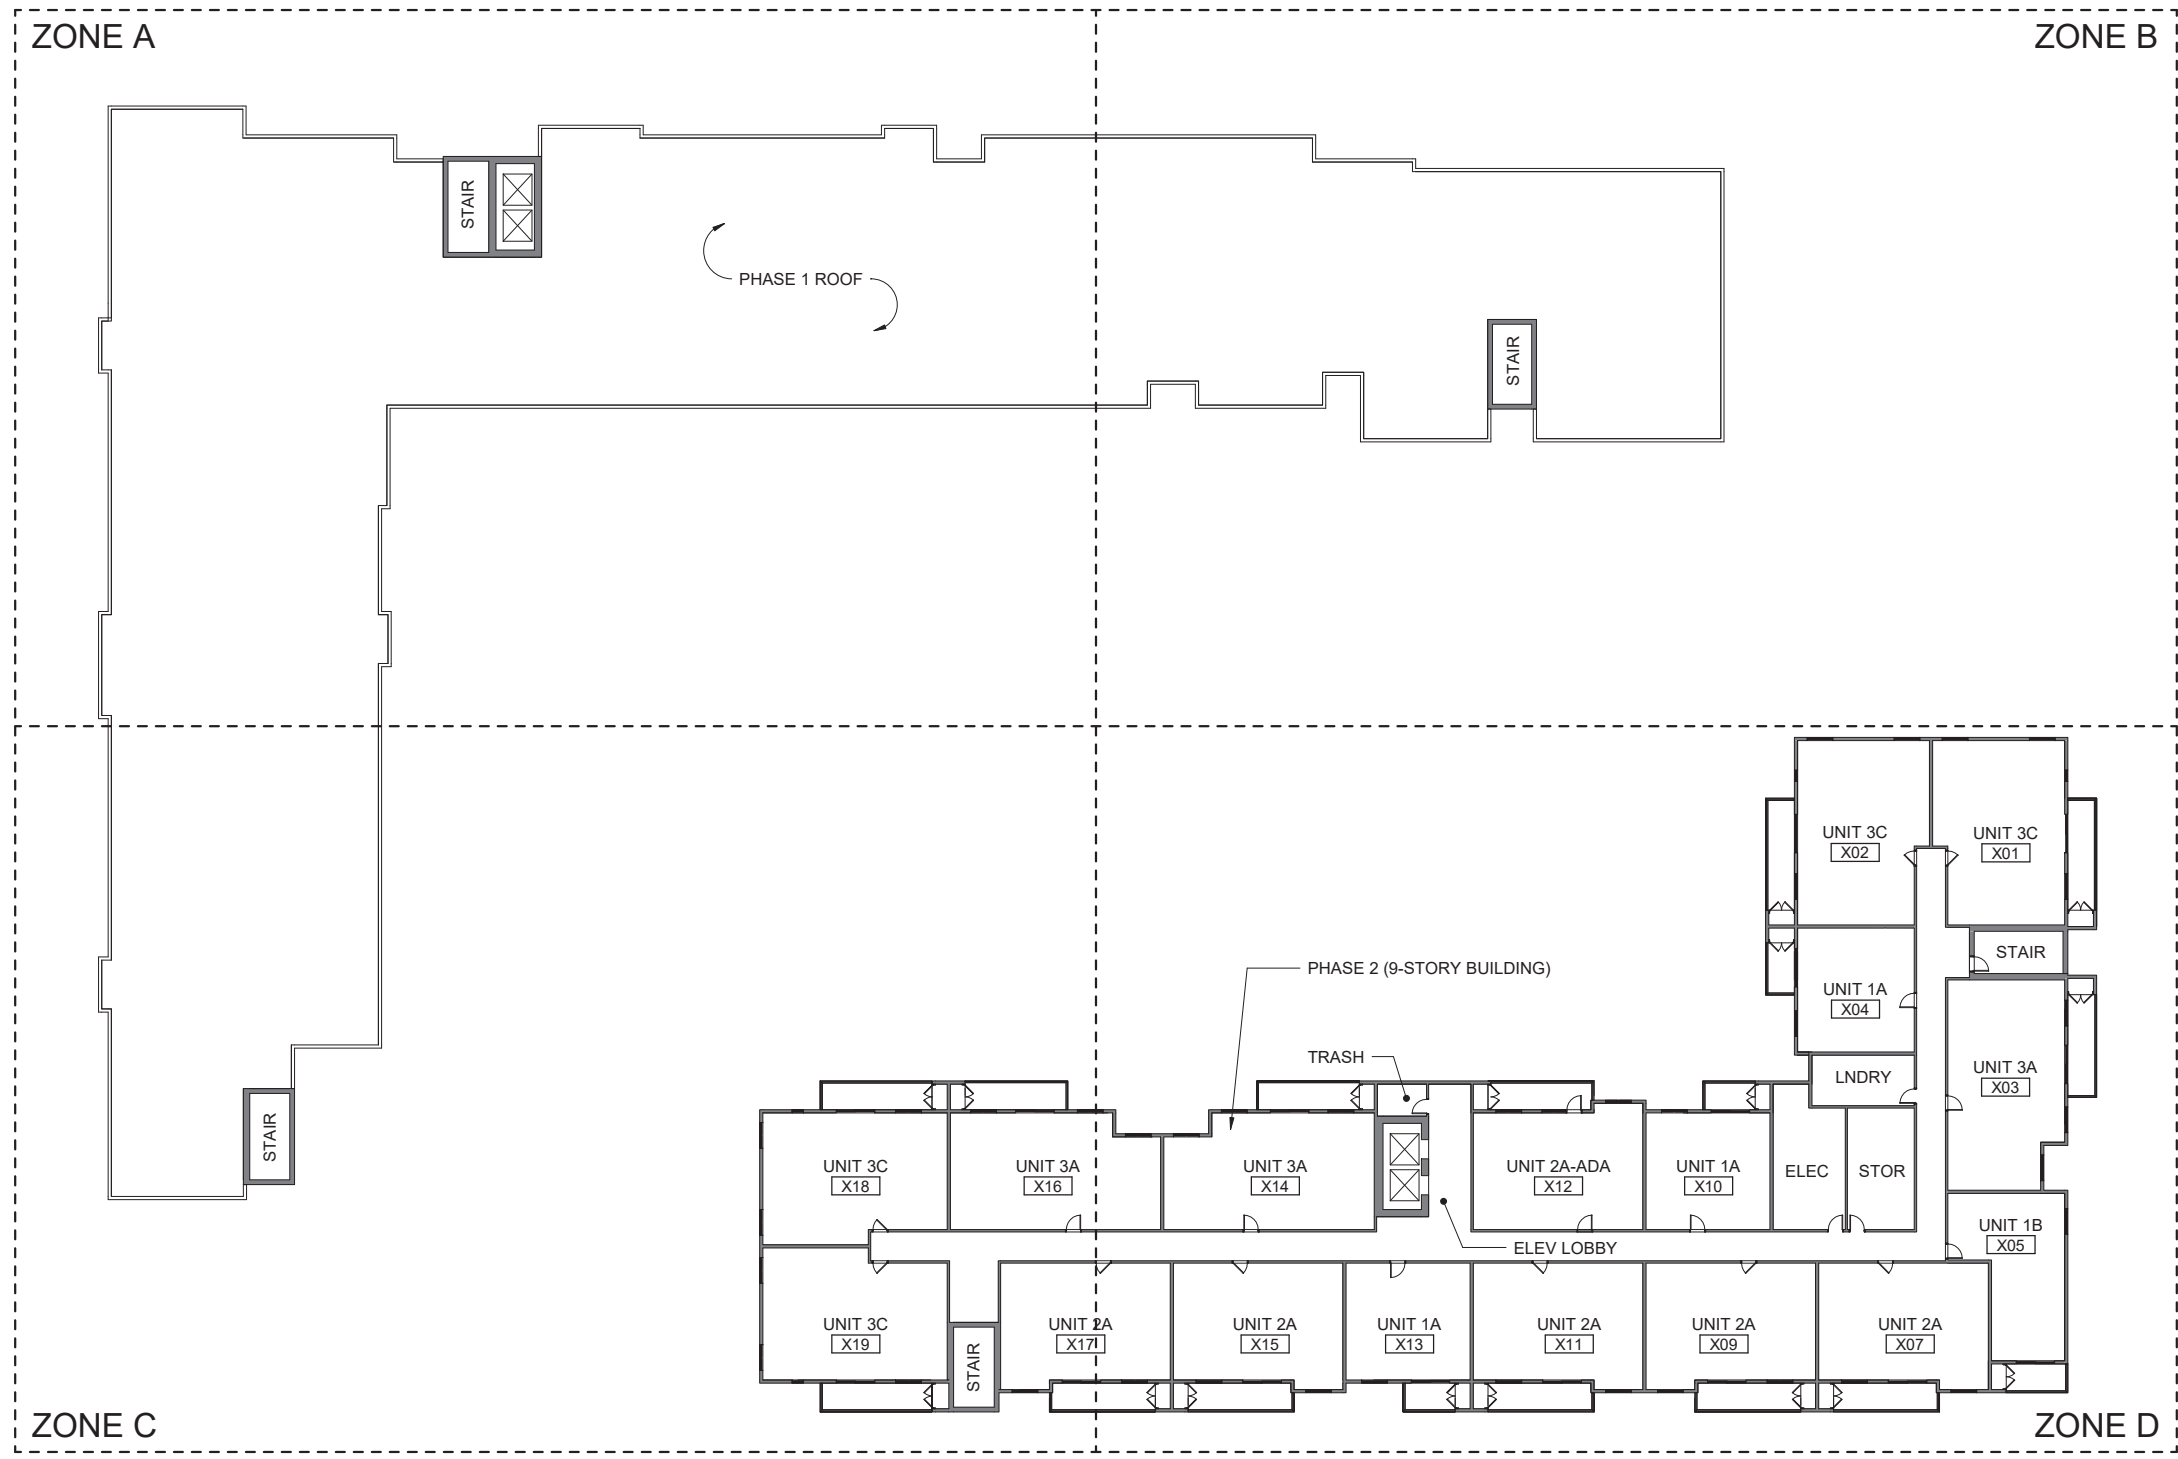 ZONE A
ZONE B
STAIR
PHASE 1 ROOF
STAIR
UNIT 3C
X02
UNIT 3C
X01
STAIR
PHASE 2 (9-STORY BUILDING)
UNIT 1A
X04
TRASH
LNDRY
UNIT 3A
X03
STAIR
UNIT 3C
X18
UNIT 3A
X16
UNIT 3A
X14
UNIT 2A-ADA
X12
UNIT 1A
X10
ELEC
STOR
UNIT 1B
X05
ELEV LOBBY
UNIT 3C
X19
STAIR
UNIT 2A
X17
UNIT 2A
X15
UNIT 1A
X13
UNIT 2A
X11
UNIT 2A
X09
UNIT 2A
X07
ZONE C
ZONE D